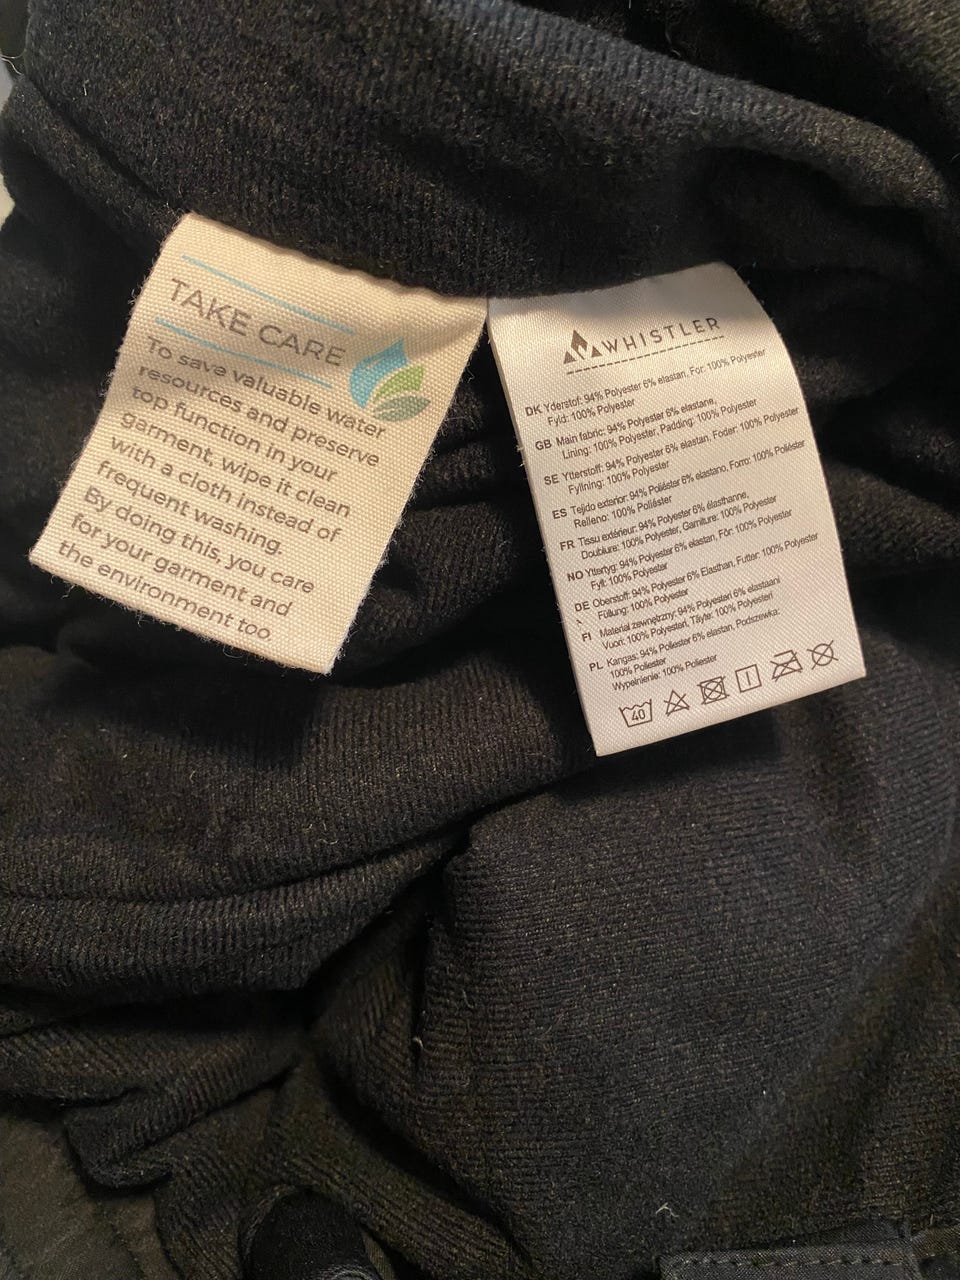 TAKE CARE
To save valuable water
resources and preserve
top function in your
garment, wipe it clean
with a cloth instead of
frequent washing.
By doing this, you care
for your garment and
the environment too.
WHISTLER
DK Yderstof: 94% Polyester 6% elastan, For: 100% Polyester
Fyld: 100% Polyester
GB Main fabric: 94% Polyester 6% elastane,
Lining: 100% Polyester, Padding: 100% Polyester
SE Ytterstoff: 94% Polyester 6% elastan, Foder: 100% Polyester
Fyllning: 100% Polyester
ES Tejido exterior: 94% Poliéster 6% elastano, Forro: 100% Poliéster
Relleno: 100% Poliéster
FR Tissu extérieur: 94% Polyester 6% élasthanne,
Doublure: 100% Polyester, Garniture: 100% Polyester
NO Yttertyg: 94% Polyester 6% elastan, Fôr: 100% Polyester
Fyll: 100% Polyester
DE Oberstoff: 94% Polyester 6% Elasthan, Futter: 100% Polyester
Füllung: 100% Polyester
FI Materiał zewnętrzny: 94% Polyesteri 6% elastaani
Vuori: 100% Polyesteri, Täyte: 100% Polyesteri
PL Kangas: 94% Poliester 6% elastan, Podszewka:
100% Poliester
Wypełnienie: 100% Poliester
40